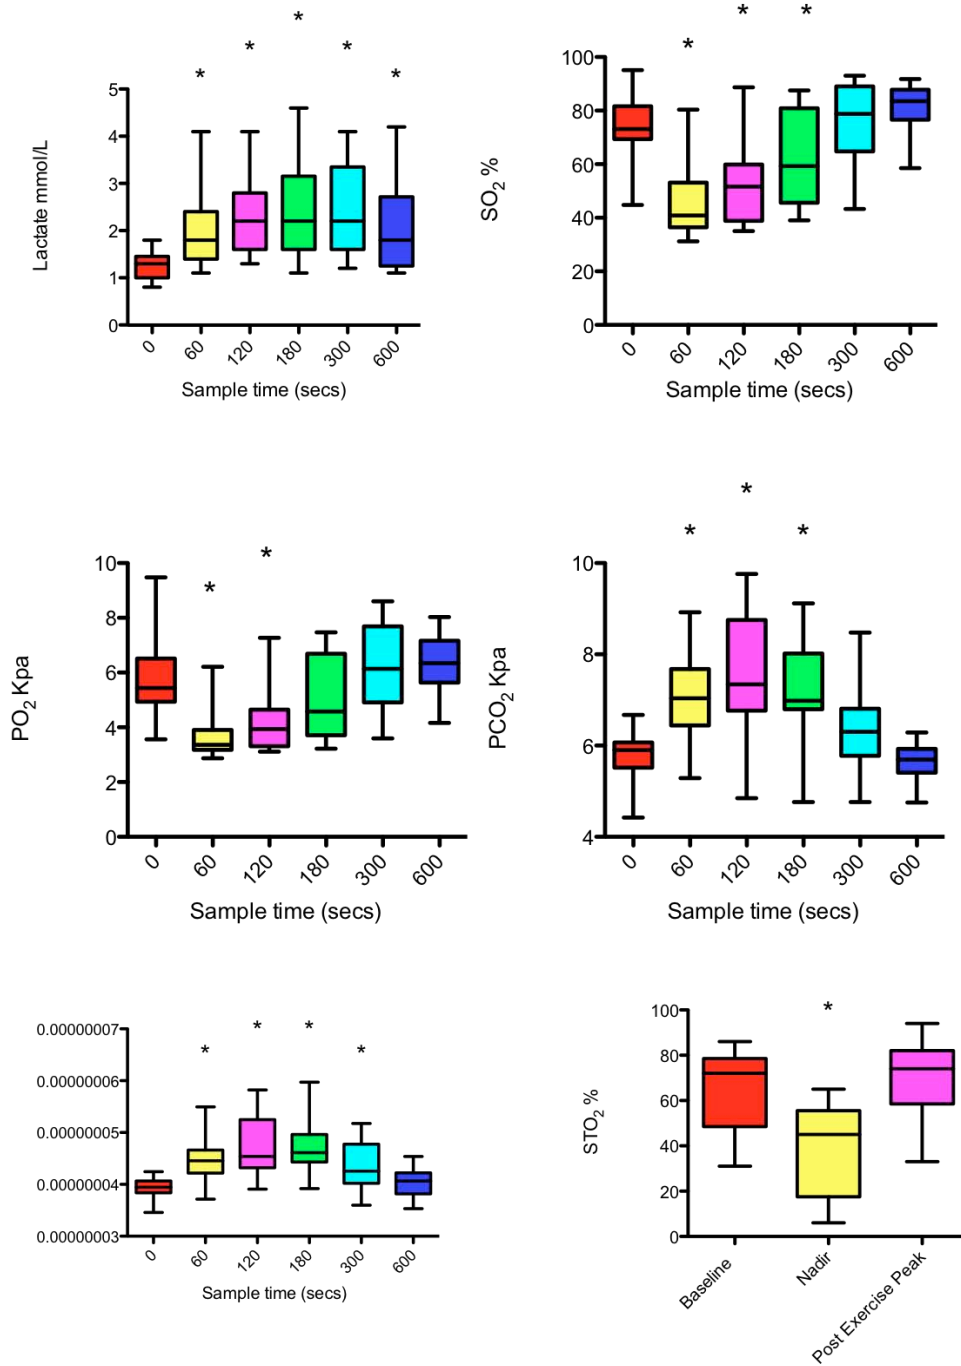 *
* *
* *
5
4
3
2
1
0
Lactate mmol/L
0 60 120 180 300 600
Sample time (secs)
* *
*
100
80
60
40
20
0
SO2 %
0 60 120 180 300 600
Sample time (secs)
*
*
10
8
6
4
2
0
PO2 Kpa
0 60 120 180 300 600
Sample time (secs)
*
* *
10
8
6
4
PCO2 Kpa
0 60 120 180 300 600
Sample time (secs)
* *
* *
0.00000007
0.00000006
0.00000005
0.00000004
0.00000003
0 60 120 180 300 600
Sample time (secs)
*
100
80
60
40
20
0
STO2 %
Baseline Nadir Post Exercise Peak